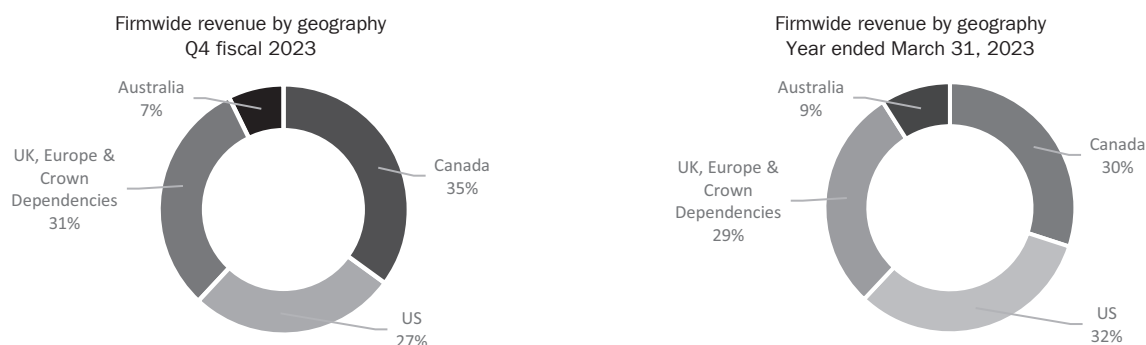 Firmwide revenue by geography
Q4 fiscal 2023
Australia
7%
UK, Europe &
Crown
Dependencies
31%
Canada
35%
US
27%
Firmwide revenue by geography
Year ended March 31, 2023
Australia
9%
UK, Europe &
Crown
Dependencies
29%
Canada
30%
US
32%